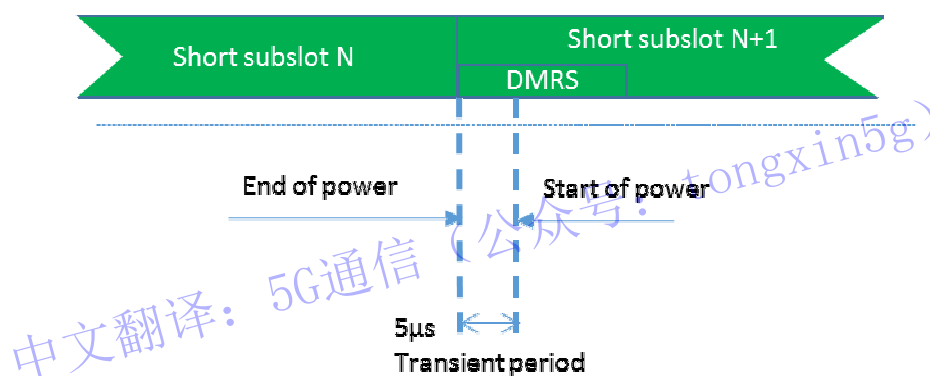 Short subslot N
Short subslot N+1
DMRS
End of power
Start of power
5µs
Transient period
中文翻译：5G通信（公众号：tongxin5g）